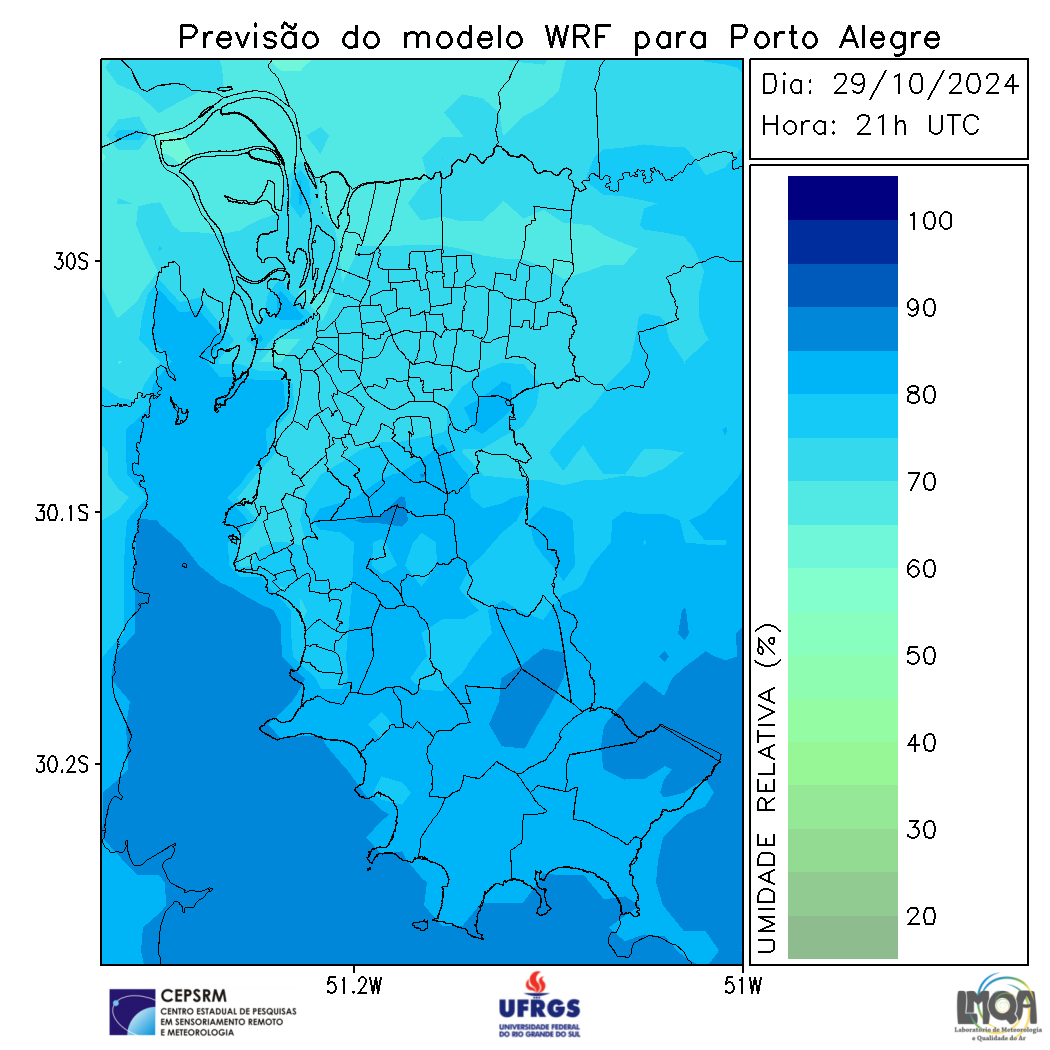 Previsão do modelo WRF para Porto Alegre
Dia: 29/10/2024
Hora: 21h UTC
100
90
80
70
60
50
40
30
20
UMIDADE RELATIVA (%)
30S
30.1S
30.2S
51.2W
51W
CEPSRM
CENTRO ESTADUAL DE PESQUISAS
EM SENSORIAMENTO REMOTO
E METEOROLOGIA
UFRGS
UNIVERSIDADE FEDERAL
DO RIO GRANDE DO SUL
LMQA
Laboratório de Meteorologia
e Qualidade do Ar